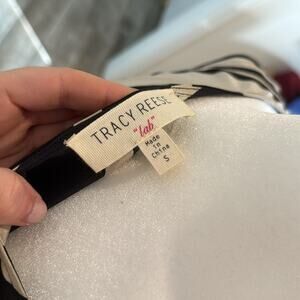 TRACY REESE
"lab"
Made
in
China
S